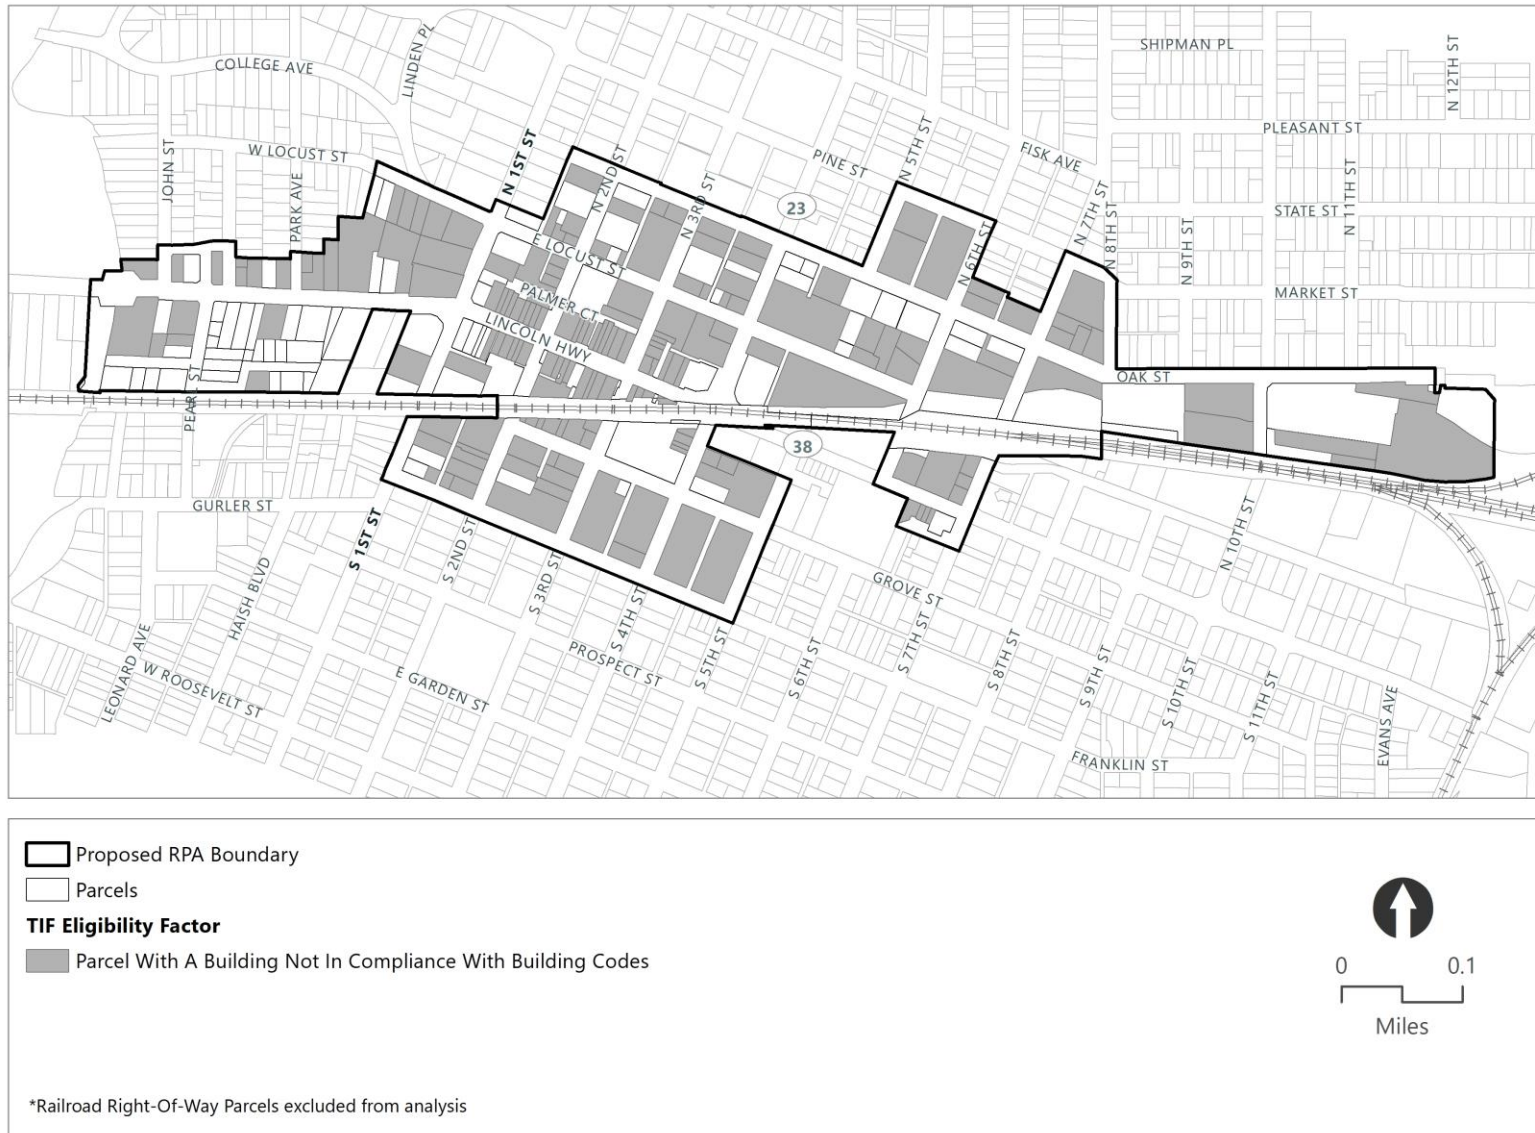 SHIPMAN PL
N 12TH ST
COLLEGE AVE
LINDEN PL
PLEASANT ST
JOHN ST
W LOCUST ST
PARK AVE
N 1ST ST
N 2ND ST
N 3RD ST
PINE ST
N 5TH ST
FISK AVE
N 7TH ST
N 8TH ST
N 9TH ST
N 11TH ST
STATE ST
23
E LOCUST ST
N 6TH ST
MARKET ST
PALMER CT
LINCOLN HWY
OAK ST
PEARL ST
38
GURLER ST
S 1ST ST
S 2ND ST
S 3RD ST
S 4TH ST
S 5TH ST
S 6TH ST
S 7TH ST
S 8TH ST
S 9TH ST
S 10TH ST
S 11TH ST
N 10TH ST
GROVE ST
HAISH BLVD
LEONARD AVE
W ROOSEVELT ST
E GARDEN ST
PROSPECT ST
FRANKLIN ST
EVANS AVE
Proposed RPA Boundary
Parcels
TIF Eligibility Factor
Parcel With A Building Not In Compliance With Building Codes
0 0.1
Miles
*Railroad Right-Of-Way Parcels excluded from analysis